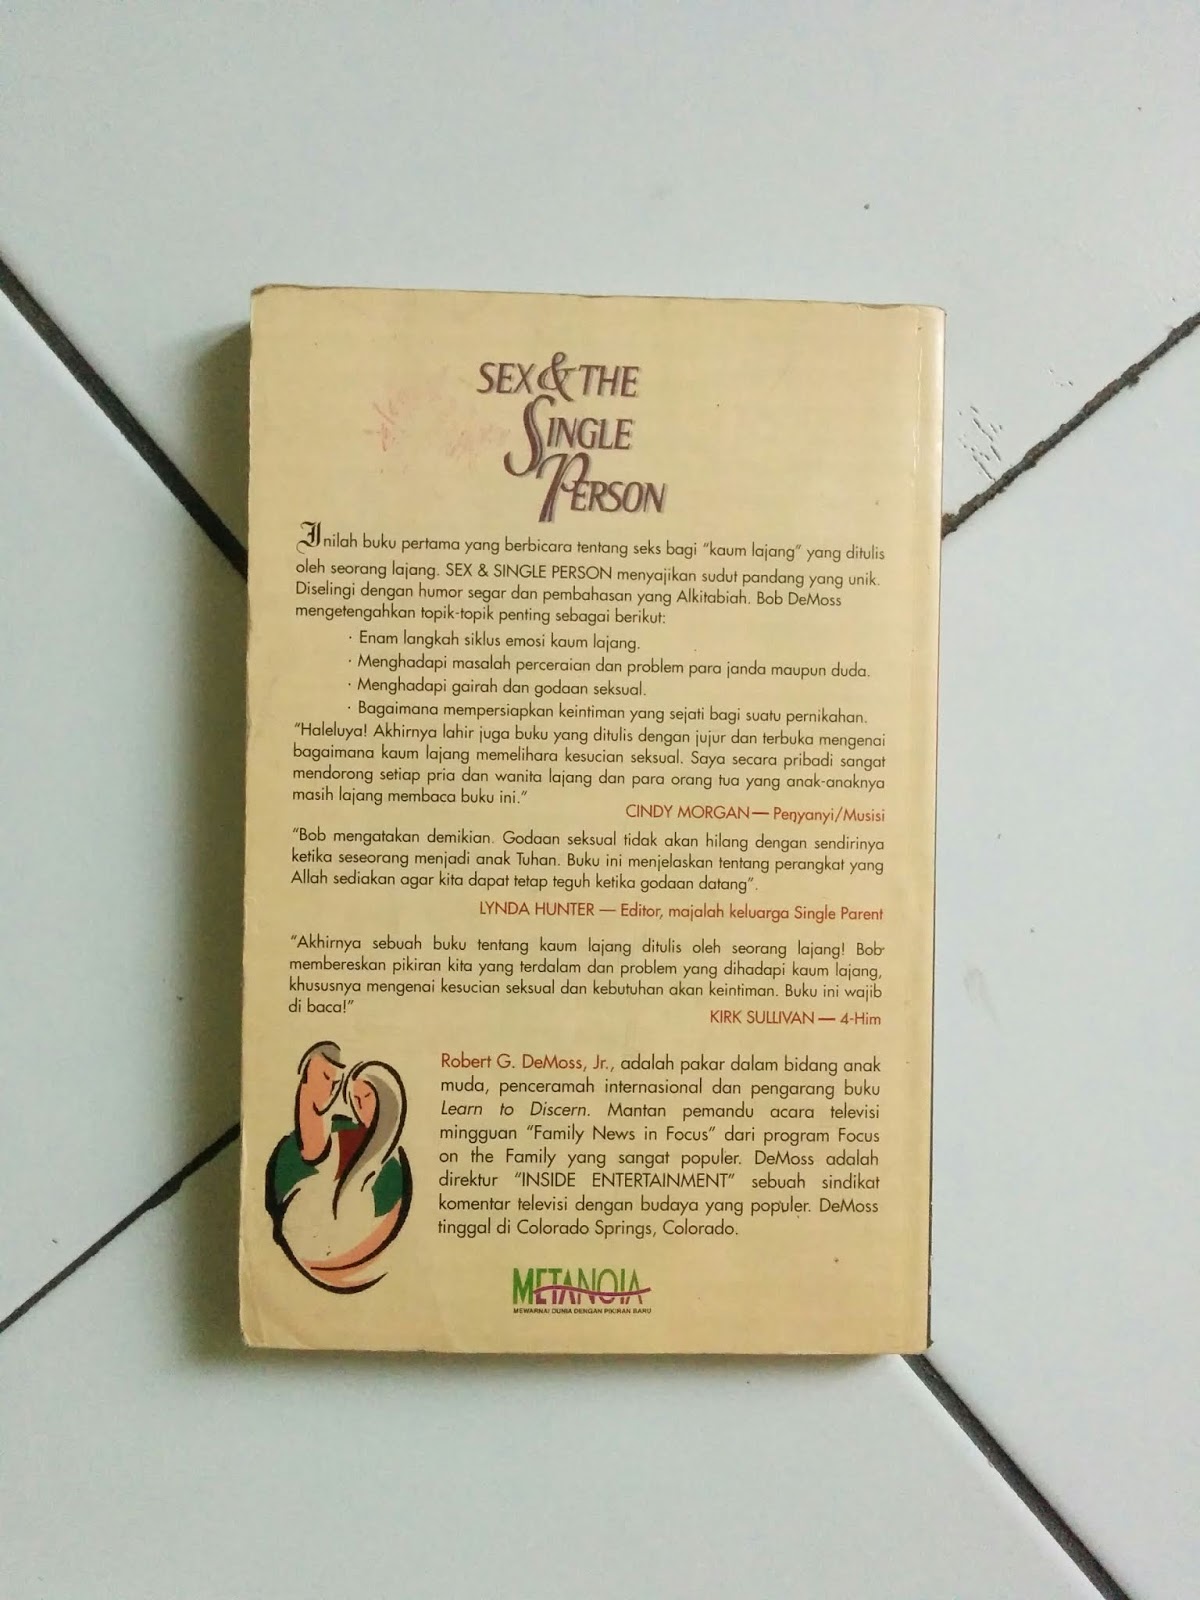 SEX & THE
SINGLE
PERSON
Inilah buku pertama yang berbicara tentang seks bagi “kaum lajang” yang ditulis
oleh seorang lajang. SEX & SINGLE PERSON menyajikan sudut pandang yang unik.
Diselingi dengan humor segar dan pembahasan yang Alkitabiah. Bob DeMoss
mengetengahkan topik-topik penting sebagai berikut:
· Enam langkah siklus emosi kaum lajang.
· Menghadapi masalah perceraian dan problem para janda maupun duda.
· Menghadapi gairah dan godaan seksual.
· Bagaimana mempersiapkan keintiman yang sejati bagi suatu pernikahan.
“Haleluya! Akhirnya lahir juga buku yang ditulis dengan jujur dan terbuka mengenai
bagaimana kaum lajang memelihara kesucian seksual. Saya secara pribadi sangat
mendorong setiap pria dan wanita lajang dan para orang tua yang anak-anaknya
masih lajang membaca buku ini.”
CINDY MORGAN — Penyanyi/Musisi
“Bob mengatakan demikian. Godaan seksual tidak akan hilang dengan sendirinya
ketika seseorang menjadi anak Tuhan. Buku ini menjelaskan tentang perangkat yang
Allah sediakan agar kita dapat tetap teguh ketika godaan datang”.
LYNDA HUNTER — Editor, majalah keluarga Single Parent
“Akhirnya sebuah buku tentang kaum lajang ditulis oleh seorang lajang! Bob
membereskan pikiran kita yang terdalam dan problem yang dihadapi kaum lajang,
khususnya mengenai kesucian seksual dan kebutuhan akan keintiman. Buku ini wajib
di baca!”
KIRK SULLIVAN — 4-Him
Robert G. DeMoss, Jr., adalah pakar dalam bidang anak
muda, penceramah internasional dan pengarang buku
Learn to Discern. Mantan pemandu acara televisi
mingguan “Family News in Focus” dari program Focus
on the Family yang sangat populer. DeMoss adalah
direktur “INSIDE ENTERTAINMENT” sebuah sindikat
komentar televisi dengan budaya yang populer. DeMoss
tinggal di Colorado Springs, Colorado.
METANOIA
MEWARNAI DUNIA DENGAN PIKIRAN BARU